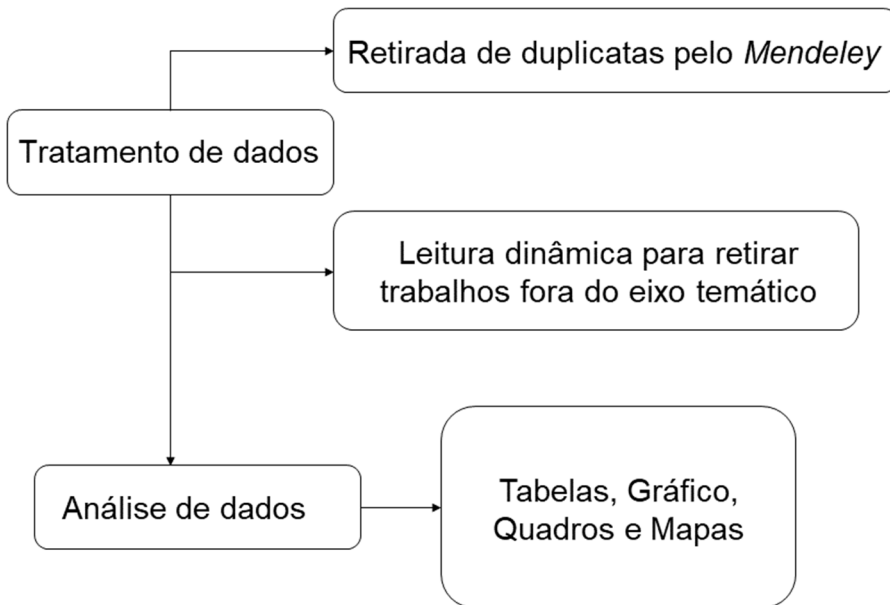 Retirada de duplicatas pelo Mendeley
Tratamento de dados
Leitura dinâmica para retirar
trabalhos fora do eixo temático
Análise de dados
Tabelas, Gráfico,
Quadros e Mapas